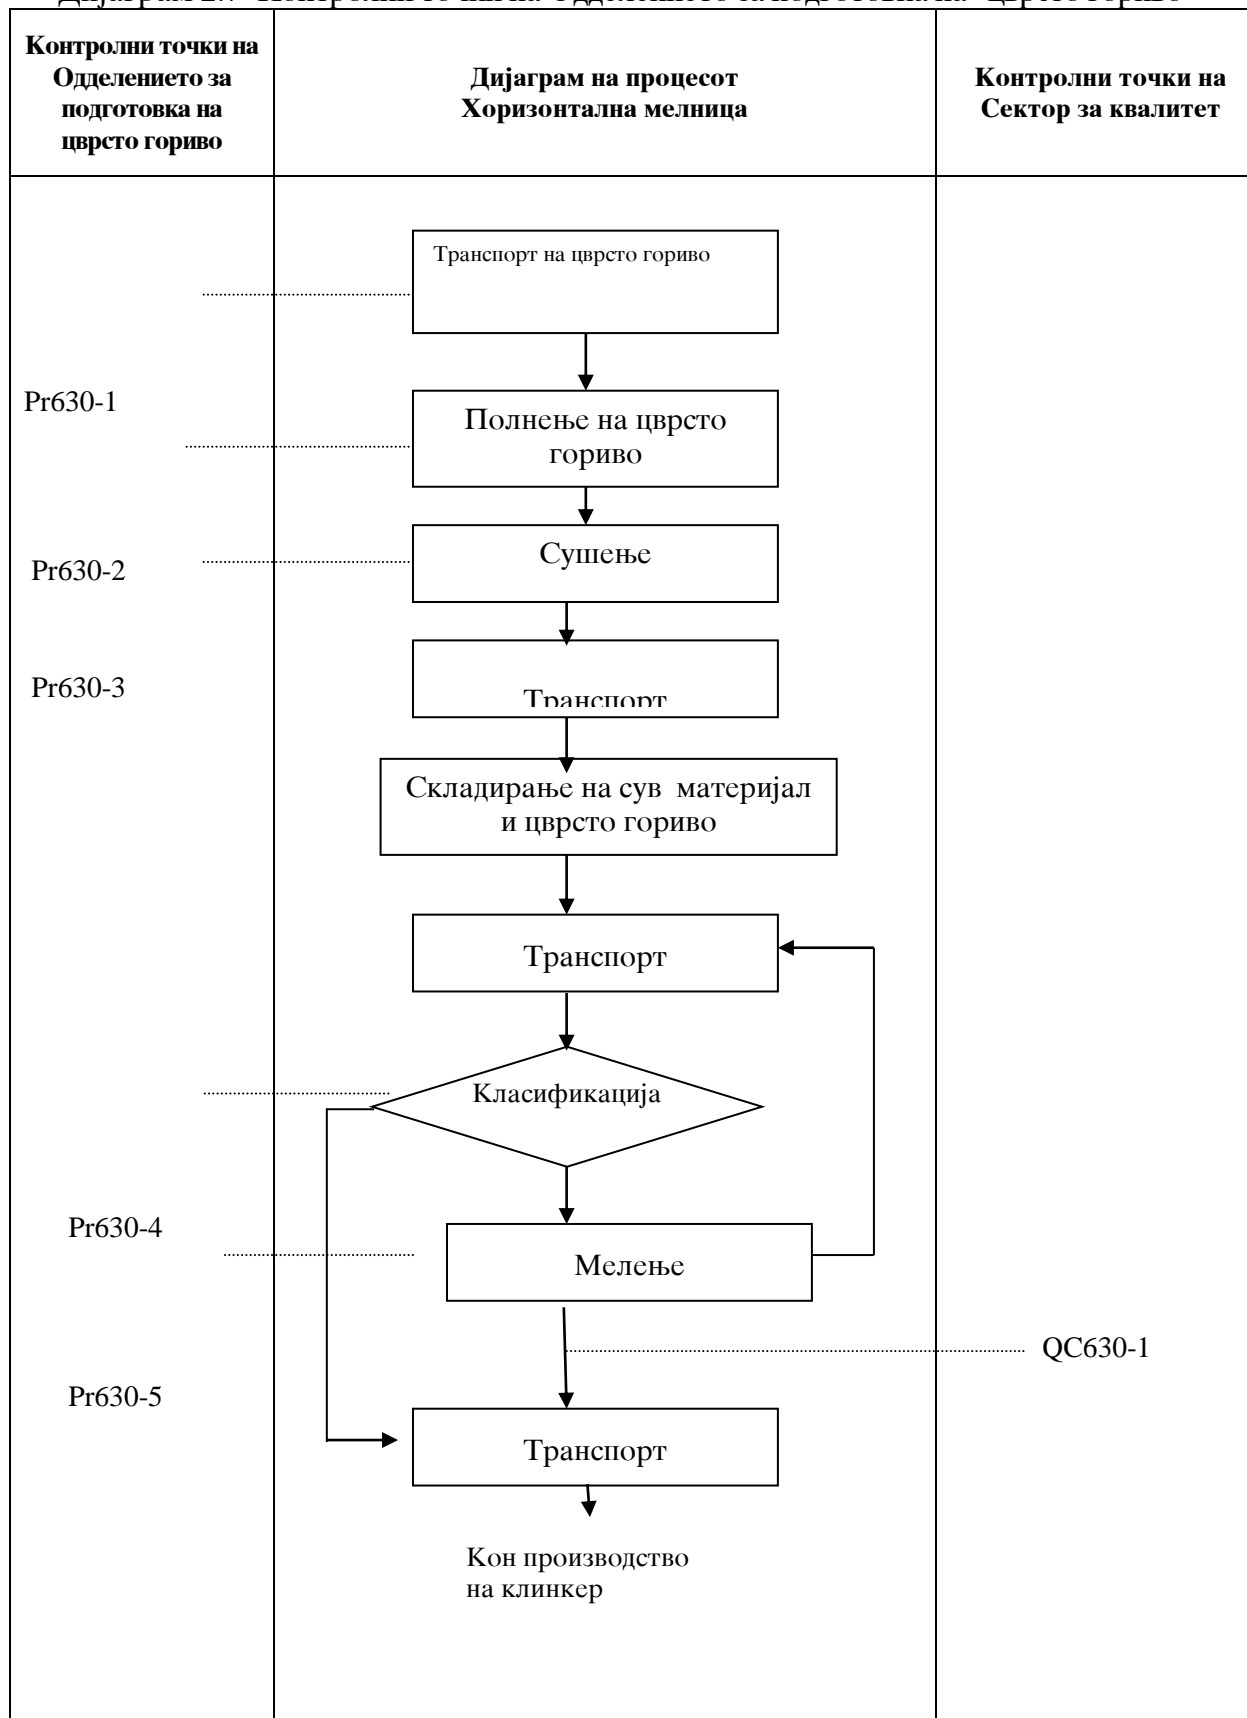 Контролни точки на
Одделението за
подготовка на
цврсто гориво
Дијаграм на процесот
Хоризонтална мелница
Контролни точки на
Сектор за квалитет
Транспорт на цврсто гориво
Pr630-1
Полнење на цврсто
гориво
Сушење
Pr630-2
Pr630-3
Транспорт
Складирање на сув материјал
и цврсто гориво
Транспорт
Класификација
Pr630-4
Мелење
QC630-1
Pr630-5
Транспорт
Кон производство
на клинкер